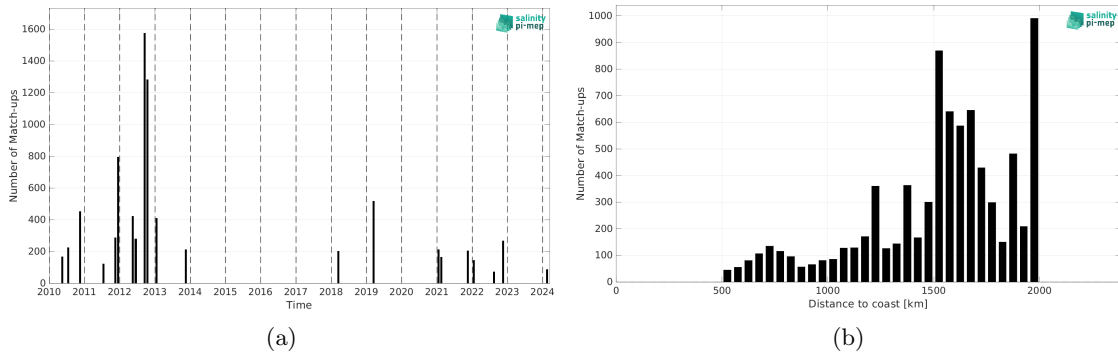 salinity
pi-mep
Number of Match-ups
1600
1400
1200
1000
800
600
400
200
0
2010 2011 2012 2013 2014 2015 2016 2017 2018 2019 2020 2021 2022 2023 2024
Time
(a)
salinity
pi-mep
Number of Match-ups
1000
900
800
700
600
500
400
300
200
100
0
0 500 1000 1500 2000
Distance to coast [km]
(b)